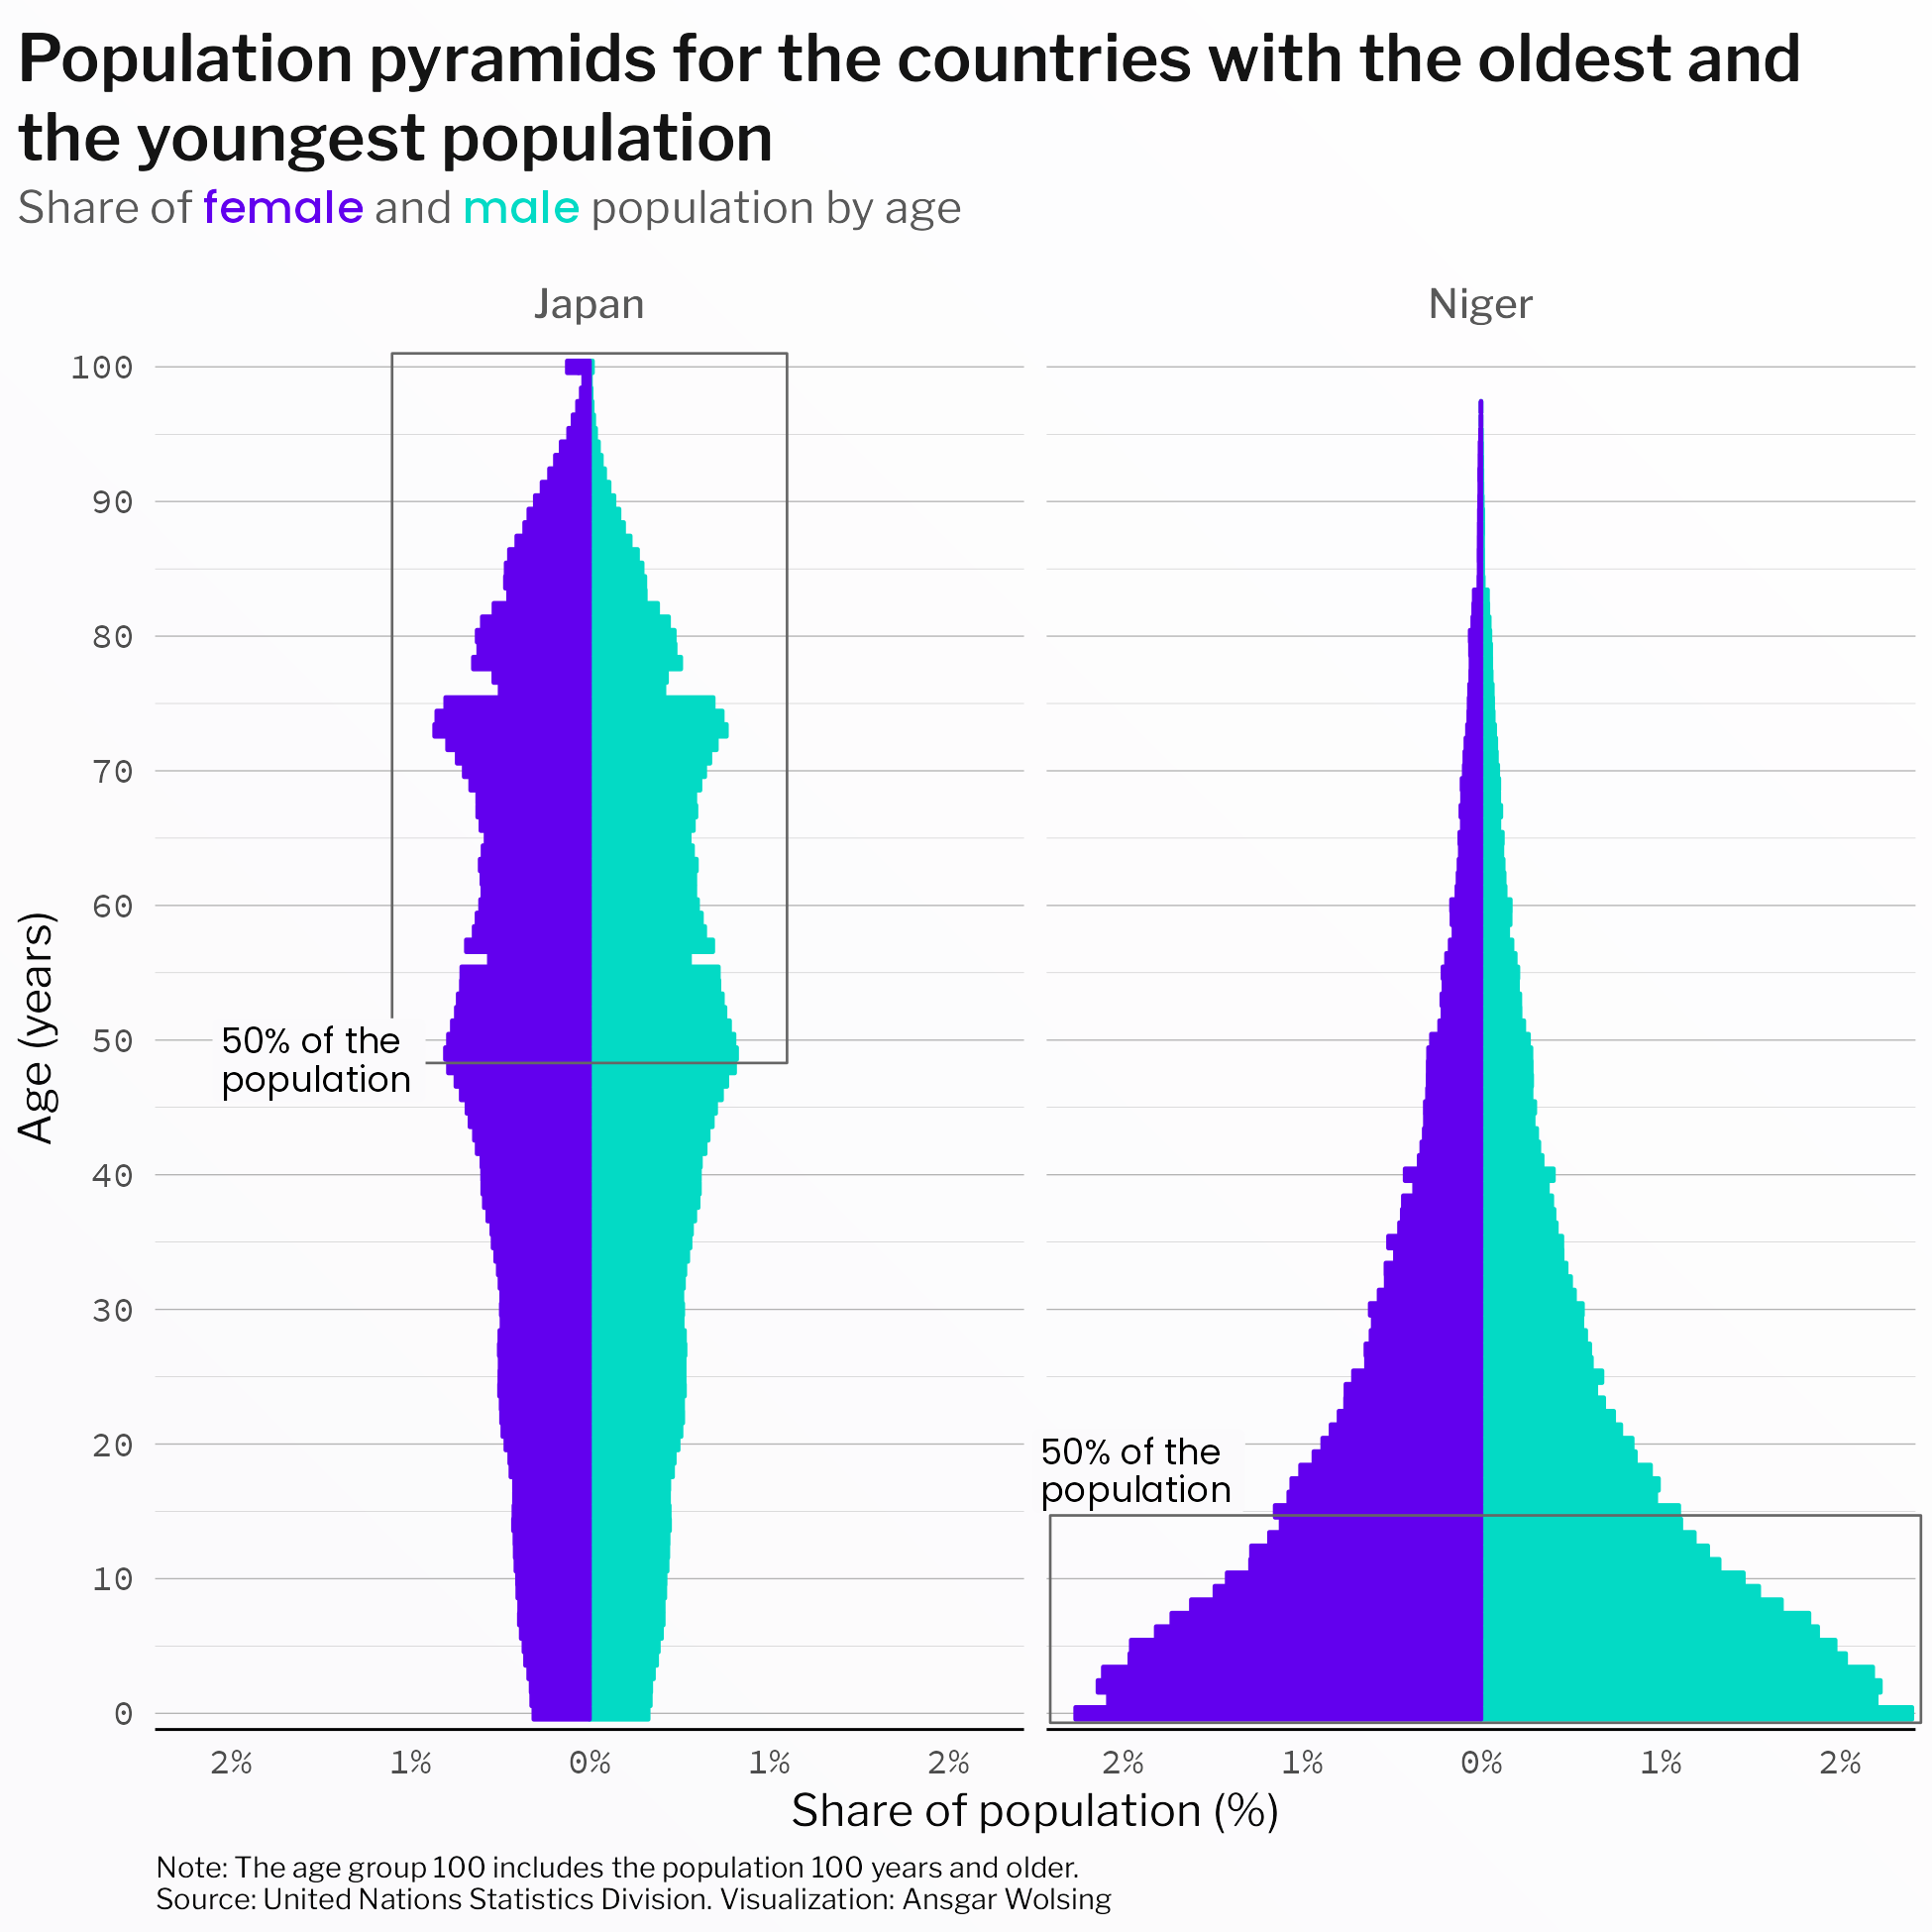 Population pyramids for the countries with the oldest and
the youngest population
Share of female and male population by age
Japan
Niger
100
90
80
70
60
50
40
30
20
10
0
Age (years)
50% of the
population
50% of the
population
2% 1% 0% 1% 2%
2% 1% 0% 1% 2%
Share of population (%)
Note: The age group 100 includes the population 100 years and older.
Source: United Nations Statistics Division. Visualization: Ansgar Wolsing